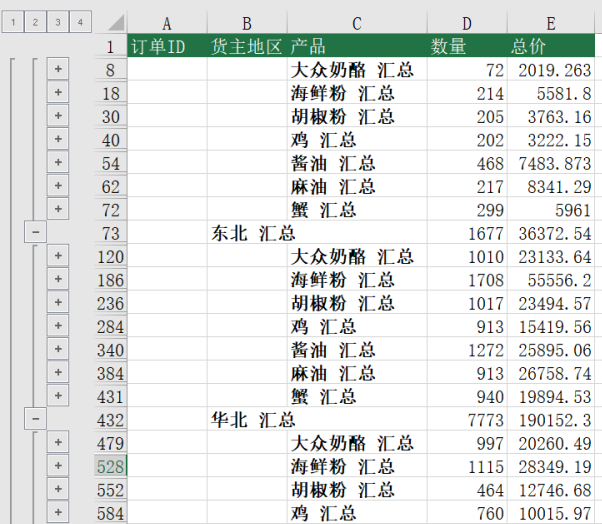 1 2 3 4 A B C D E
1 订单ID 货主地区 产品 数量 总价
8 大众奶酪 汇总 72 2019.263
18 海鲜粉 汇总 214 5581.8
30 胡椒粉 汇总 205 3763.16
40 鸡 汇总 202 3222.15
54 酱油 汇总 468 7483.873
62 麻油 汇总 217 8341.29
72 蟹 汇总 299 5961
73 东北 汇总 1677 36372.54
120 大众奶酪 汇总 1010 23133.64
186 海鲜粉 汇总 1708 55556.2
236 胡椒粉 汇总 1017 23494.57
284 鸡 汇总 913 15419.56
340 酱油 汇总 1272 25895.06
384 麻油 汇总 913 26758.74
431 蟹 汇总 940 19894.53
432 华北 汇总 7773 190152.3
479 大众奶酪 汇总 997 20260.49
528 海鲜粉 汇总 1115 28349.19
552 胡椒粉 汇总 464 12746.68
584 鸡 汇总 760 10015.97